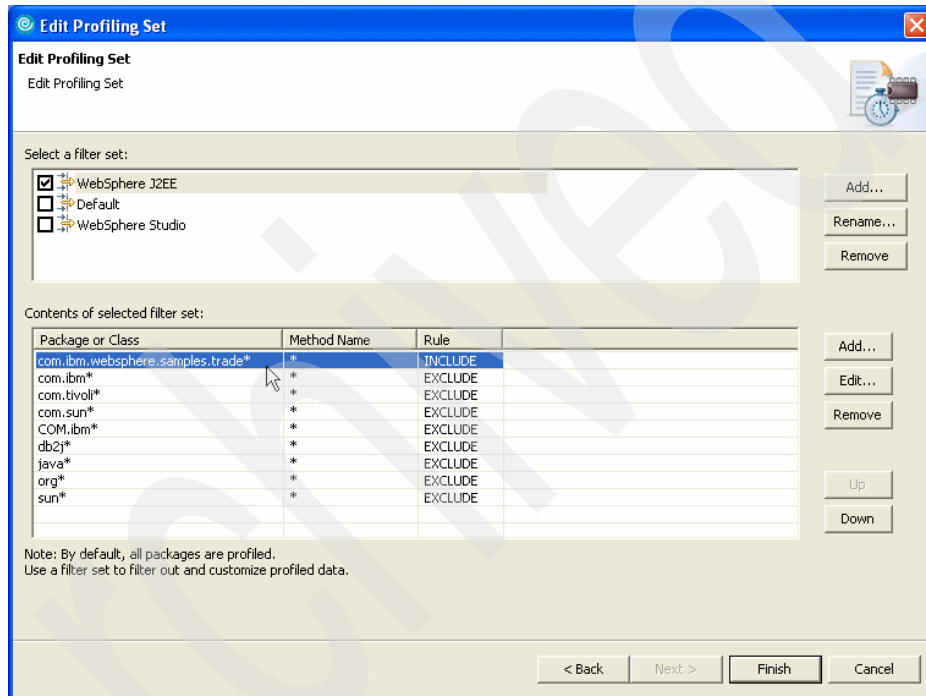 Edit Profiling Set
Edit Profiling Set
Edit Profiling Set
Select a filter set:
WebSphere J2EE
Default
WebSphere Studio
Add...
Rename...
Remove
Contents of selected filter set:
Package or Class Method Name Rule
com.ibm.websphere.samples.trade* * INCLUDE
com.ibm* * EXCLUDE
com.tivoli* * EXCLUDE
com.sun* * EXCLUDE
COM.ibm* * EXCLUDE
db2j* * EXCLUDE
java* * EXCLUDE
org* * EXCLUDE
sun* * EXCLUDE
Add...
Edit...
Remove
Up
Down
Note: By default, all packages are profiled.
Use a filter set to filter out and customize profiled data.
< Back Next > Finish Cancel
rchived